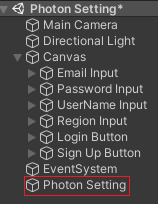 Photon Setting*
Main Camera
Directional Light
Canvas
Email Input
Password Input
UserName Input
Region Input
Login Button
Sign Up Button
EventSystem
Photon Setting